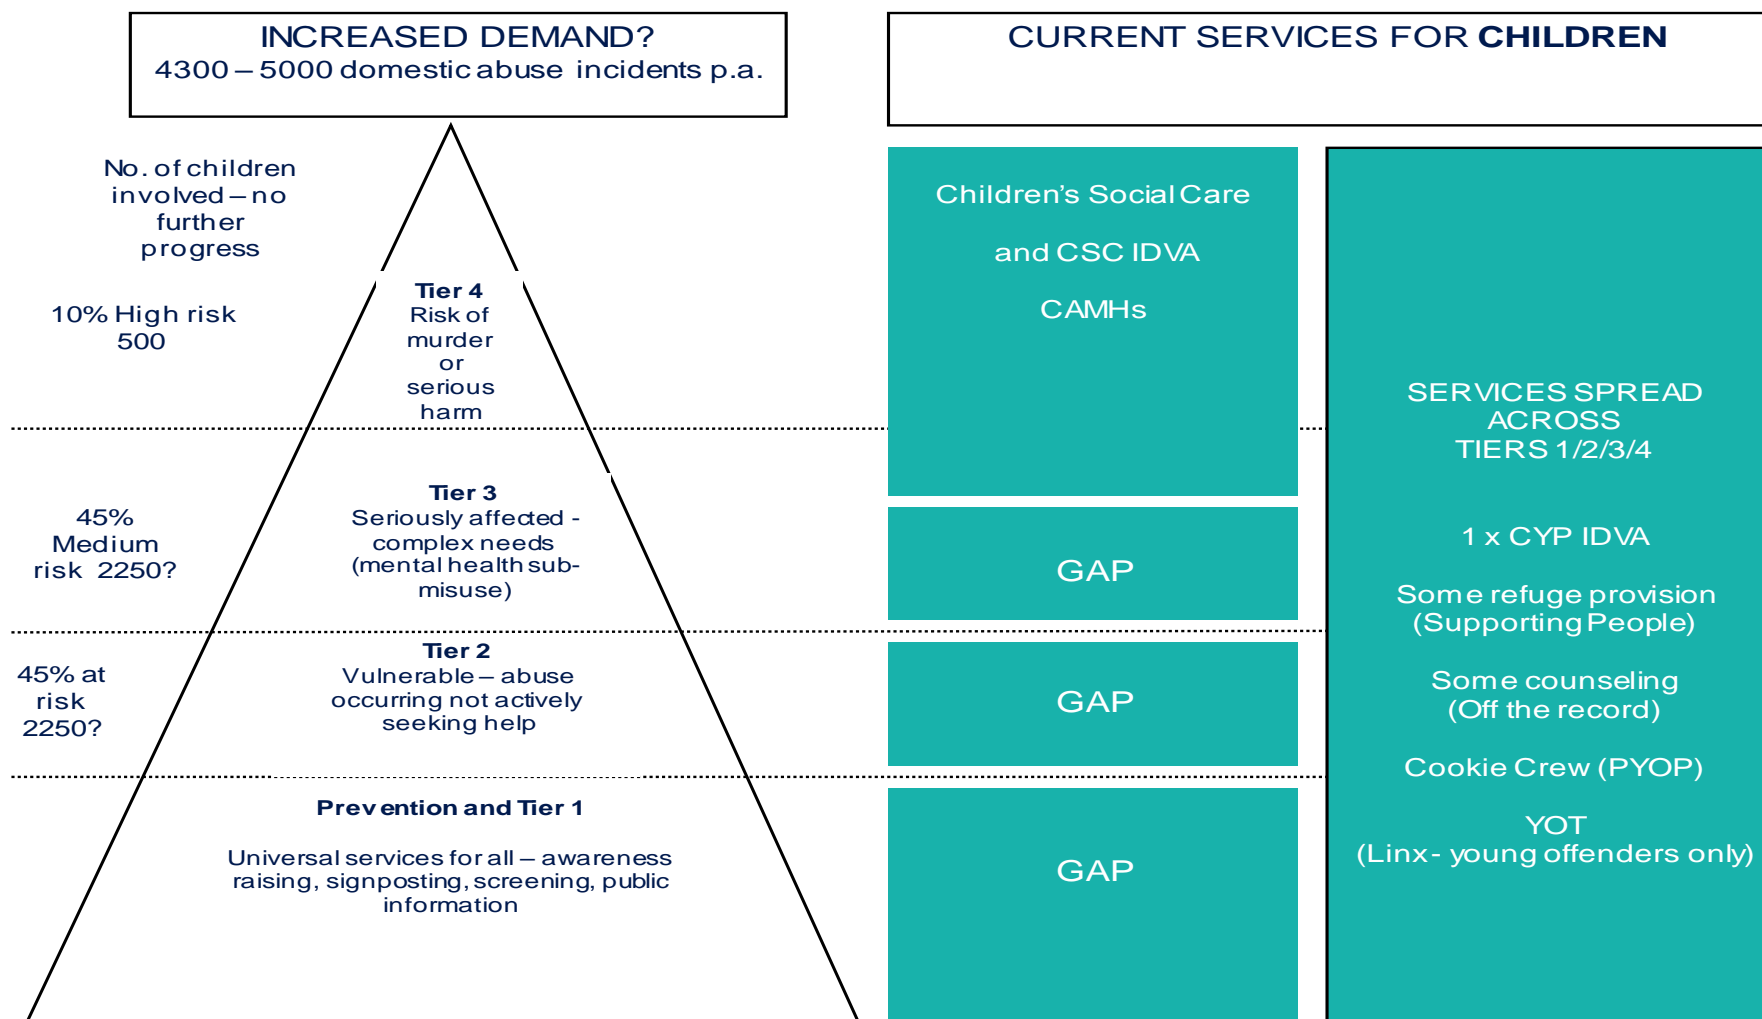 INCREASED DEMAND?
4300 – 5000 domestic abuse incidents p.a.
CURRENT SERVICES FOR CHILDREN
No. of children
involved – no
further
progress
10% High risk
500
Tier 4
Risk of
murder
or
serious
harm
Children's Social Care
and CSC IDVA
CAMHs
45%
Medium
risk 2250?
Tier 3
Seriously affected -
complex needs
(mental health sub-
misuse)
GAP
45% at
risk
2250?
Tier 2
Vulnerable – abuse
occurring not actively
seeking help
GAP
Prevention and Tier 1
Universal services for all – awareness
raising, signposting, screening, public
information
GAP
SERVICES SPREAD
ACROSS
TIERS 1/2/3/4
1 x CYP IDVA
Some refuge provision
(Supporting People)
Some counseling
(Off the record)
Cookie Crew (PYOP)
YOT
(Linx - young offenders only)